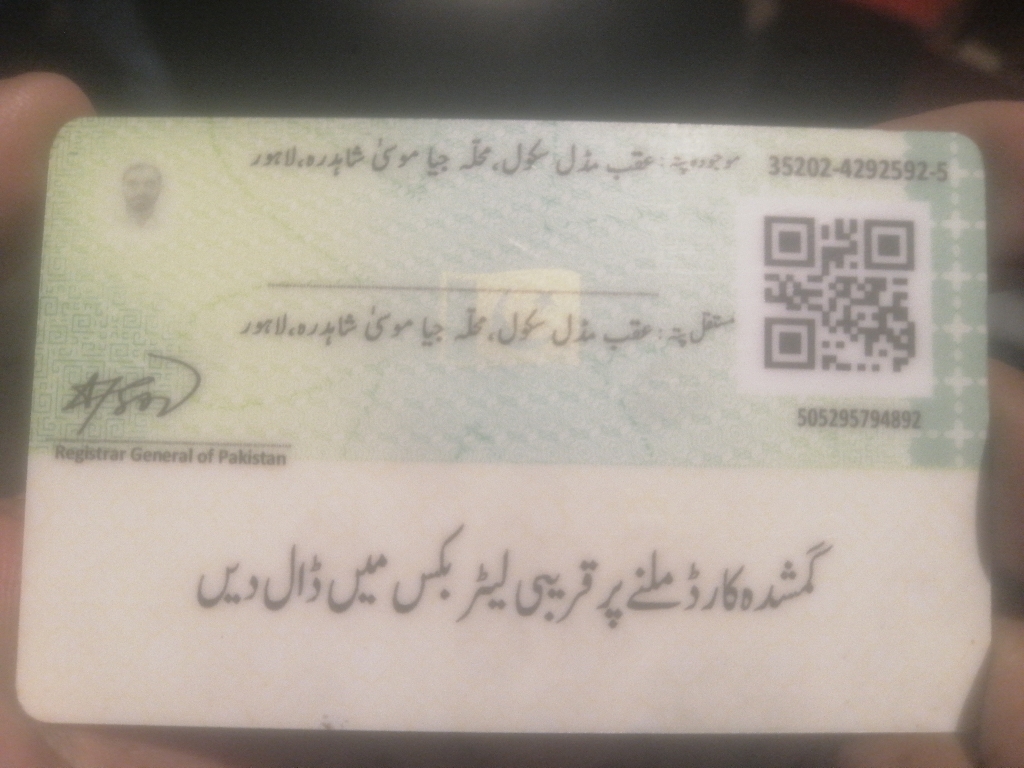 35202-4292592-5
موجودہ پتہ: عقب مڈل سکول، محلہ جیا موسیٰ شاہدرہ، لاہور
مستقل پتہ: عقب مڈل سکول، محلہ جیا موسیٰ شاہدرہ، لاہور
505295794892
Registrar General of Pakistan
گمشدہ کارڈ ملنے پر قریبی لیٹر بکس میں ڈال دیں